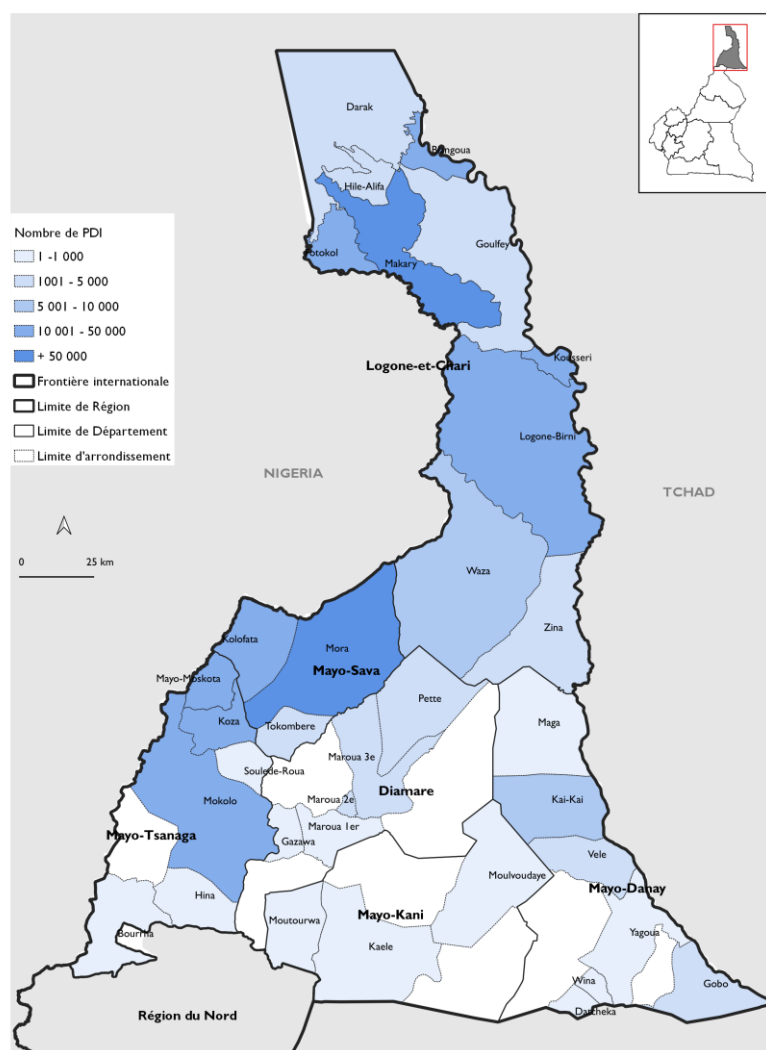 Darak
Bongoua
Hile-Alifa
Nombre de PDI
1 -1 000
1001 - 5 000
5 001 - 10 000
10 001 - 50 000
+ 50 000
Frontière internationale
Limite de Région
Limite de Département
Limite d'arrondissement
Goulfey
Fotokol
Makary
Kousseri
Logone-et-Chari
Logone-Birni
NIGERIA
TCHAD
0
25 km
Waza
Zina
Kolofata
Mora
Mayo-Sava
Mayo-Moskota
Pette
Koza
Tokombere
Maga
Maroua 3e
Soulede-Roua
Diamare
Mokolo
Maroua 2e
Kai-Kai
Maroua 1er
Mayo-Tsanaga
Gazawa
Vele
Moulvoudaye
Mayo-Danay
Hina
Moutourwa
Mayo-Kani
Bourrha
Kaele
Yagoua
Wina
Gobo
Datcheka
Région du Nord